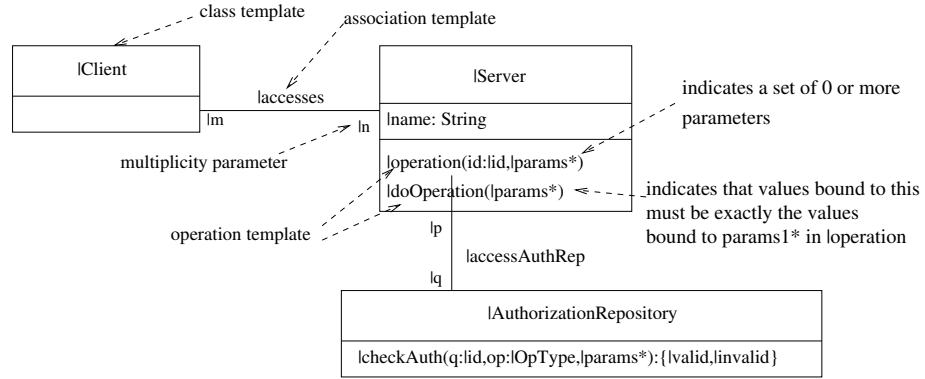 class template
association template
|Client
|Server
|accesses
indicates a set of 0 or more
parameters
|m
|n
|name: String
multiplicity parameter
|operation(id:|id,|params*)
|doOperation(|params*)
indicates that values bound to this
must be exactly the values
bound to params1* in |operation
operation template
|p
|accessAuthRep
|q
|AuthorizationRepository
|checkAuth(q:|id,op:|OpType,|params*):{|valid,|invalid}